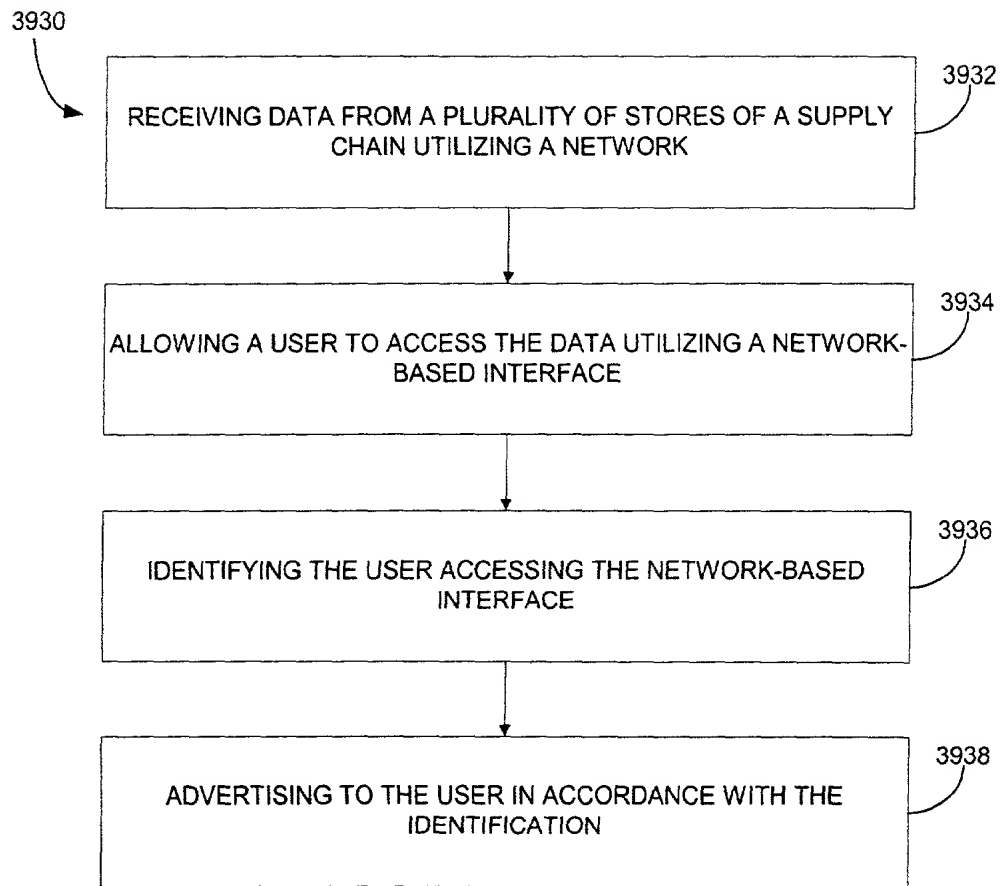 3930
3932
RECEIVING DATA FROM A PLURALITY OF STORES OF A SUPPLY
CHAIN UTILIZING A NETWORK
3934
ALLOWING A USER TO ACCESS THE DATA UTILIZING A NETWORK-
BASED INTERFACE
3936
IDENTIFYING THE USER ACCESSING THE NETWORK-BASED
INTERFACE
3938
ADVERTISING TO THE USER IN ACCORDANCE WITH THE
IDENTIFICATION